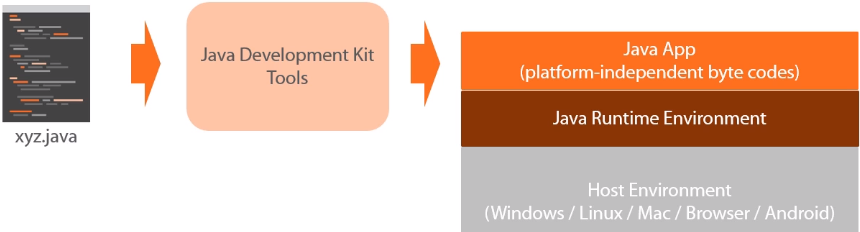 xyz.java
Java Development Kit
Tools
Java App
(platform-independent byte codes)
Java Runtime Environment
Host Environment
(Windows / Linux / Mac / Browser / Android)